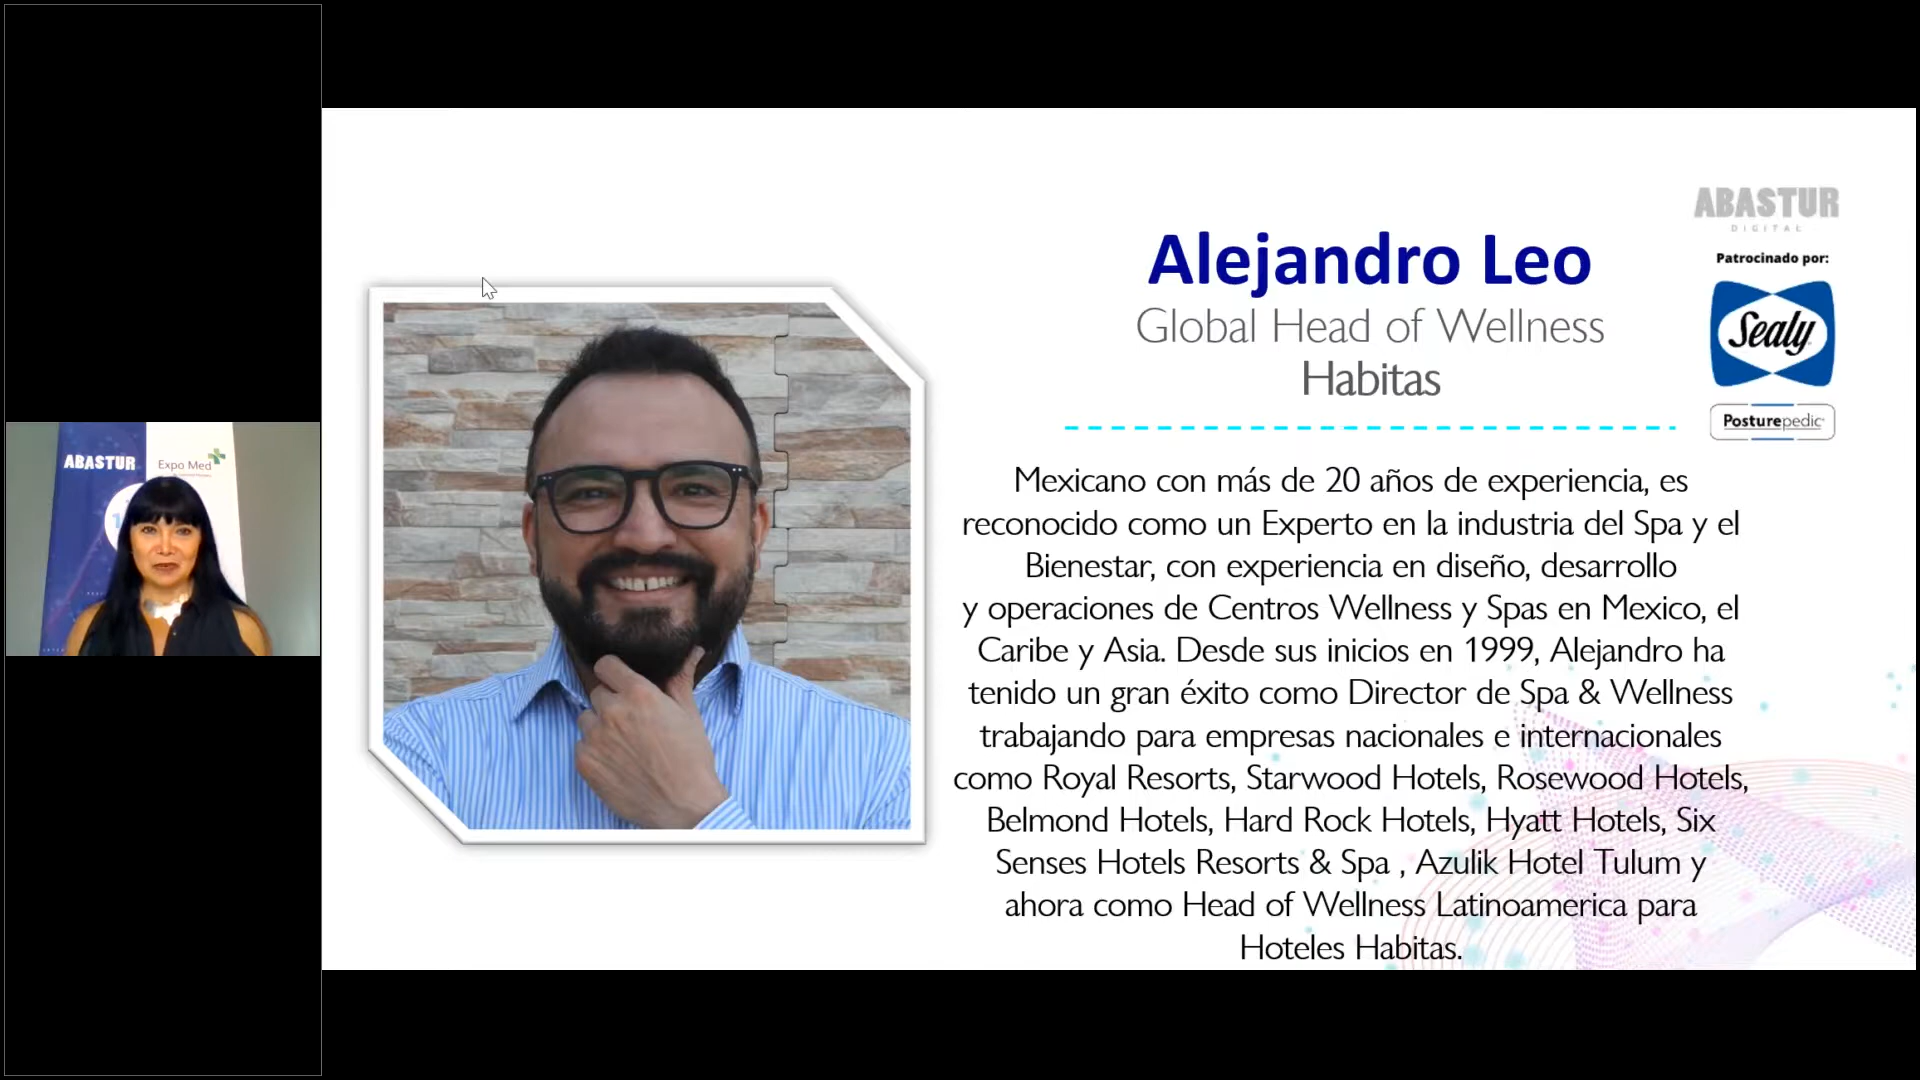 ABASTUR
Expo Med
1
Alejandro Leo
Global Head of Wellness
Habitas
ABASTUR
DIGITAL
Patrocinado por:
Sealy
Posturepedic
Mexicano con más de 20 años de experiencia, es
reconocido como un Experto en la industria del Spa y el
Bienestar, con experiencia en diseño, desarrollo
y operaciones de Centros Wellness y Spas en Mexico, el
Caribe y Asia. Desde sus inicios en 1999, Alejandro ha
tenido un gran éxito como Director de Spa & Wellness
trabajando para empresas nacionales e internacionales
como Royal Resorts, Starwood Hotels, Rosewood Hotels,
Belmond Hotels, Hard Rock Hotels, Hyatt Hotels, Six
Senses Hotels Resorts & Spa , Azulik Hotel Tulum y
ahora como Head of Wellness Latinoamerica para
Hoteles Habitas.